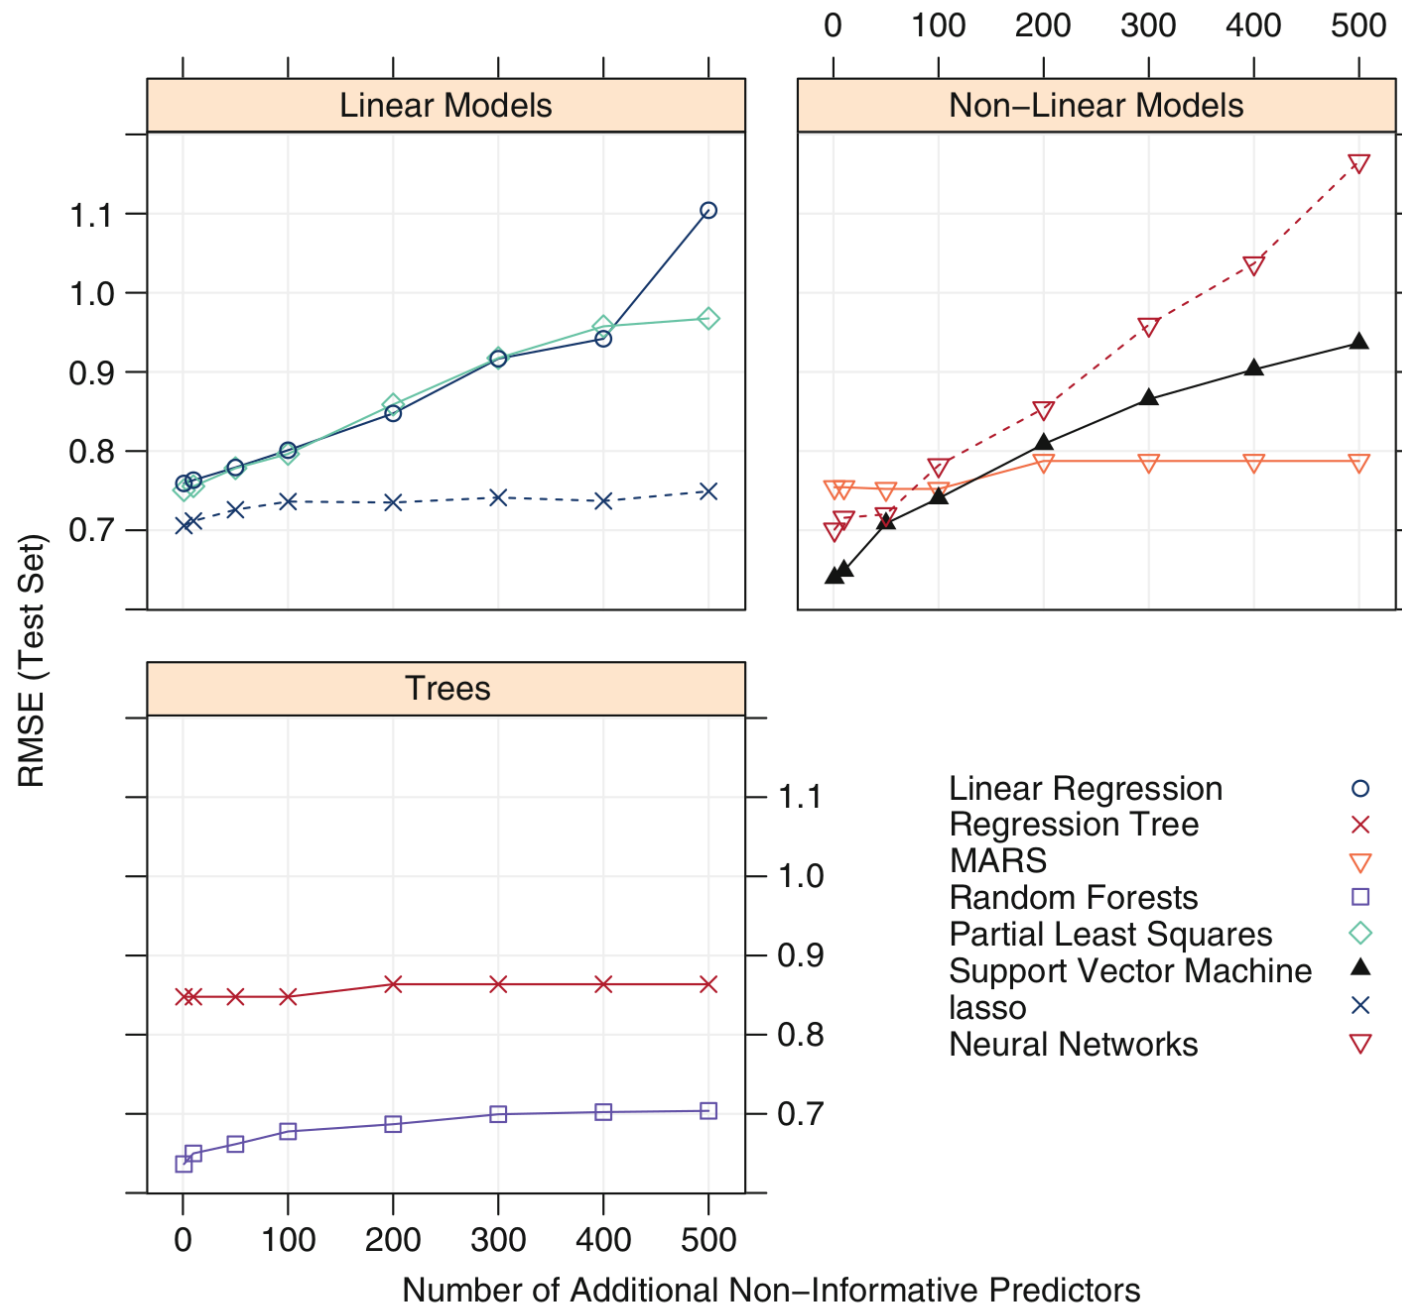 0 100 200 300 400 500
Linear Models
Non−Linear Models
1.1
1.0
0.9
0.8
0.7
RMSE (Test Set)
Trees
1.1
1.0
0.9
0.8
0.7
Linear Regression
Regression Tree
MARS
Random Forests
Partial Least Squares
Support Vector Machine
lasso
Neural Networks
0 100 200 300 400 500
Number of Additional Non−Informative Predictors